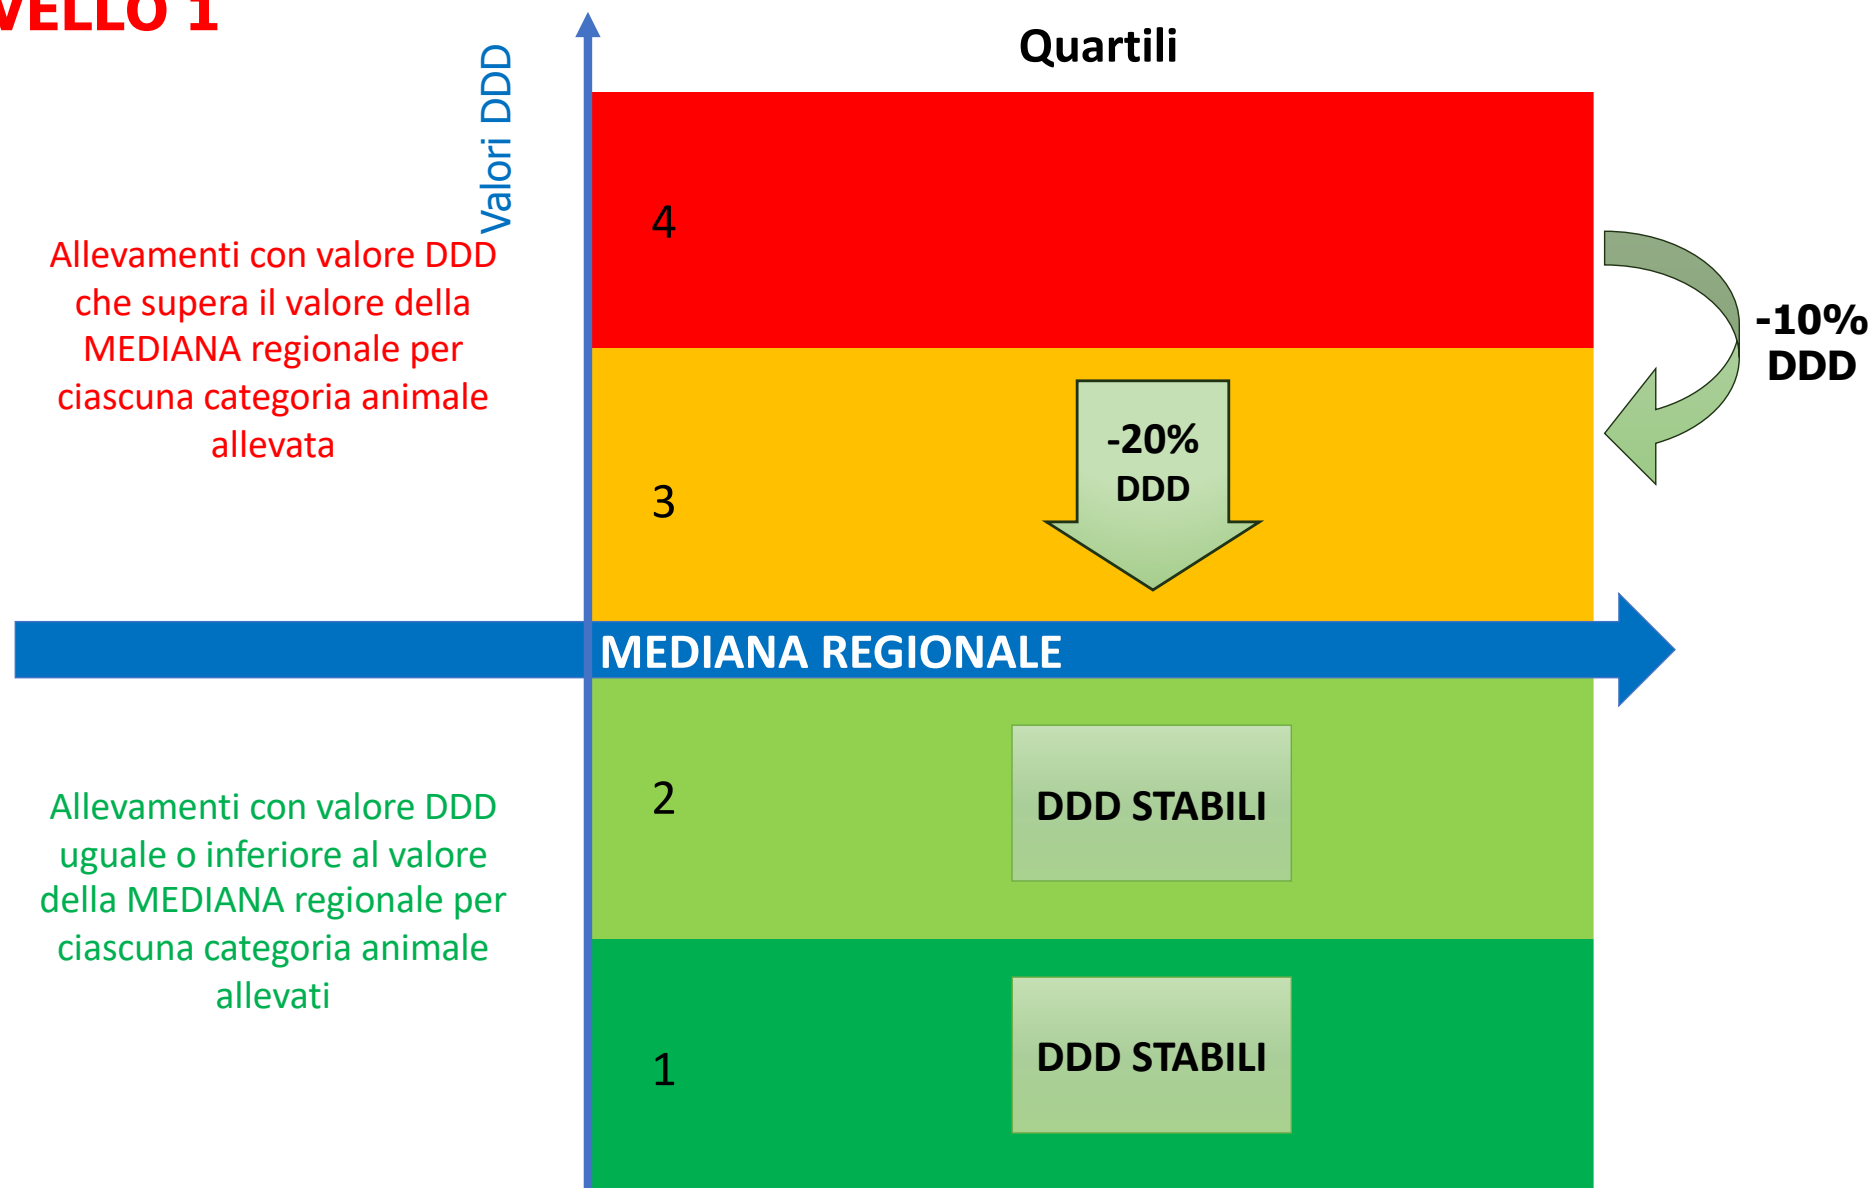 VELLO 1
Quartili
Valori DDD
Allevamenti con valore DDD
che supera il valore della
MEDIANA regionale per
ciascuna categoria animale
allevata
4
-10%
DDD
3
-20%
DDD
MEDIANA REGIONALE
Allevamenti con valore DDD
uguale o inferiore al valore
della MEDIANA regionale per
ciascuna categoria animale
allevati
2
DDD STABILI
1
DDD STABILI